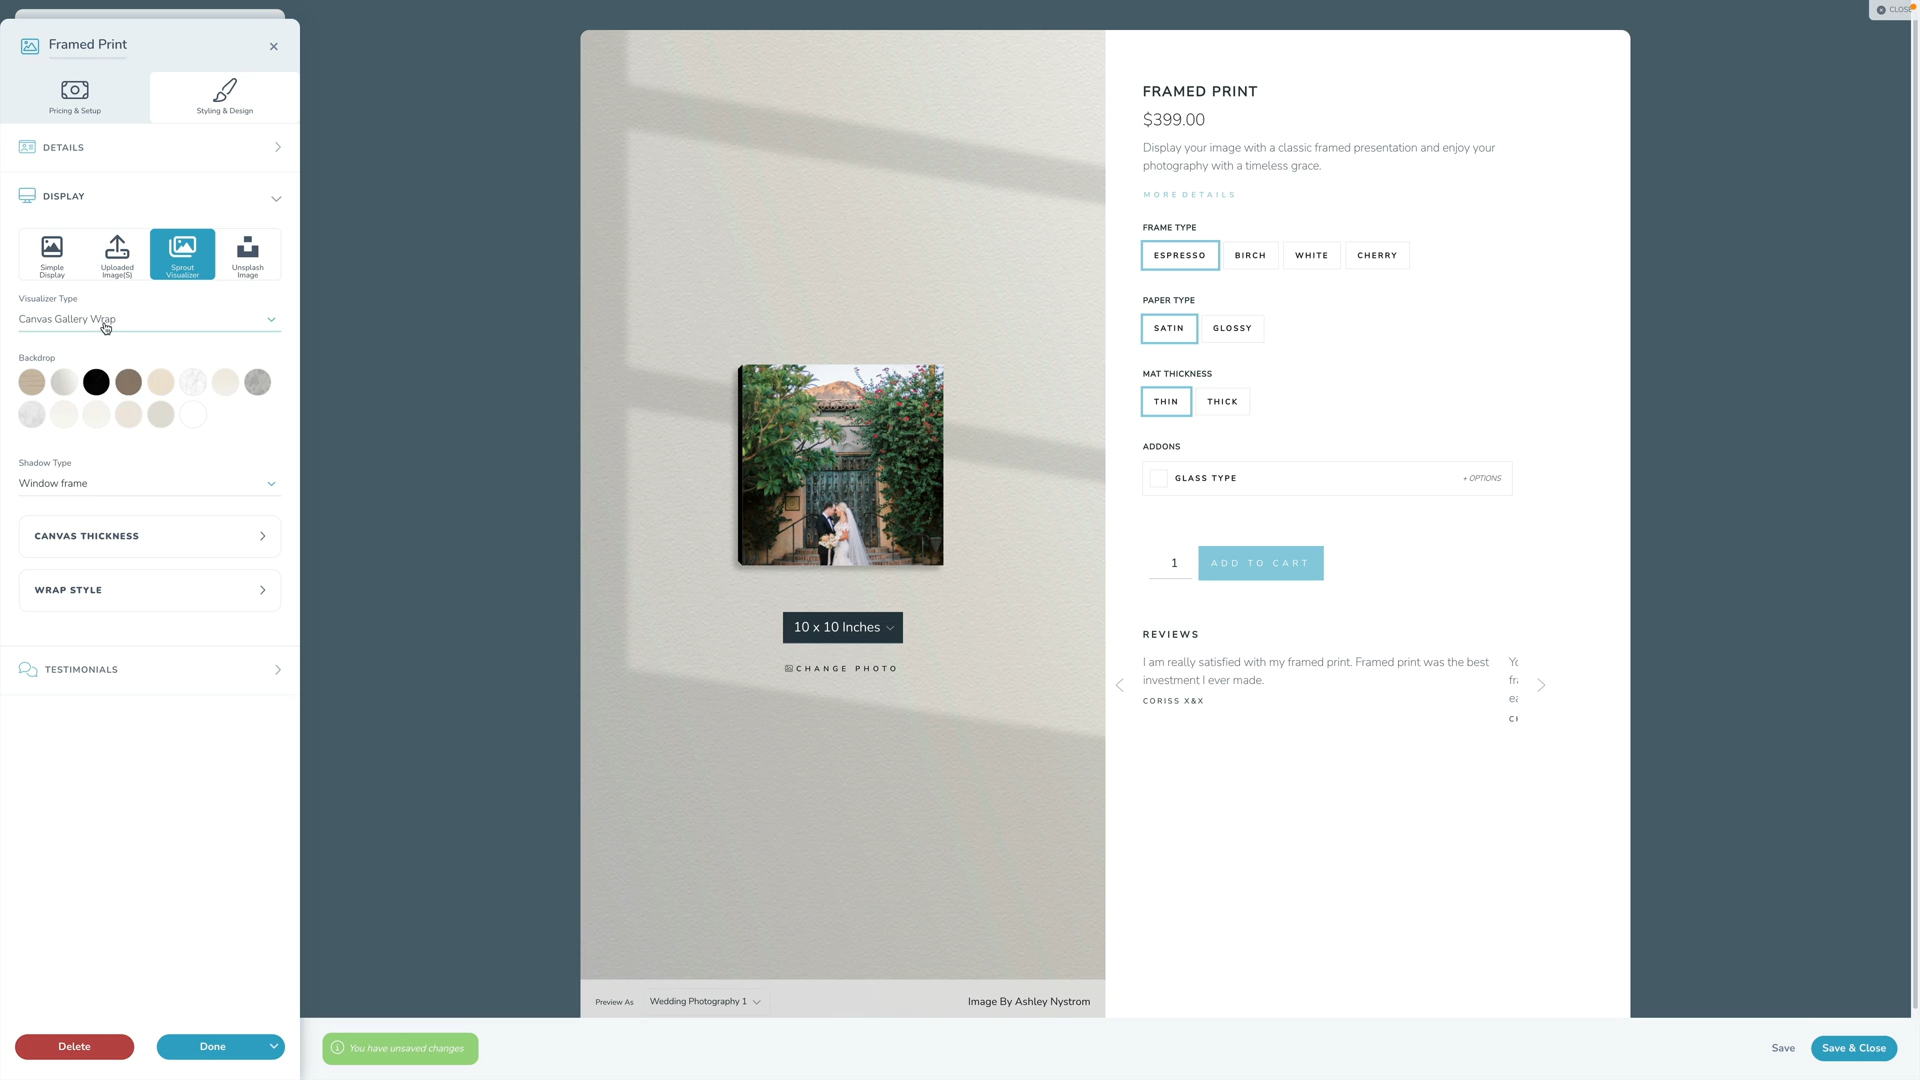 CLOSE
Framed Print
Pricing & Setup
Styling & Design
DETAILS
DISPLAY
Simple
Display
Uploaded
Image(S)
Sprout
Visualizer
Unsplash
Image
Visualizer Type
Canvas Gallery Wrap
Backdrop
Shadow Type
Window frame
CANVAS THICKNESS
WRAP STYLE
TESTIMONIALS
Delete
Done
10 x 10 Inches
CHANGE PHOTO
Preview As
Wedding Photography 1
Image By Ashley Nystrom
FRAMED PRINT
$399.00
Display your image with a classic framed presentation and enjoy your
photography with a timeless grace.
MORE DETAILS
FRAME TYPE
ESPRESSO
BIRCH
WHITE
CHERRY
PAPER TYPE
SATIN
GLOSSY
MAT THICKNESS
THIN
THICK
ADDONS
GLASS TYPE
+ OPTIONS
1
ADD TO CART
REVIEWS
I am really satisfied with my framed print. Framed print was the best
investment I ever made.
CORISS X&X
You have unsaved changes
Save
Save & Close